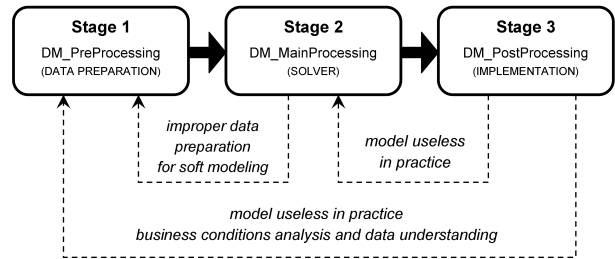 Stage 1
DM_PreProcessing
(DATA PREPARATION)
Stage 2
DM_MainProcessing
(SOLVER)
Stage 3
DM_PostProcessing
(IMPLEMENTATION)
improper data
preparation
for soft modeling
model useless
in practice
model useless in practice
business conditions analysis and data understanding